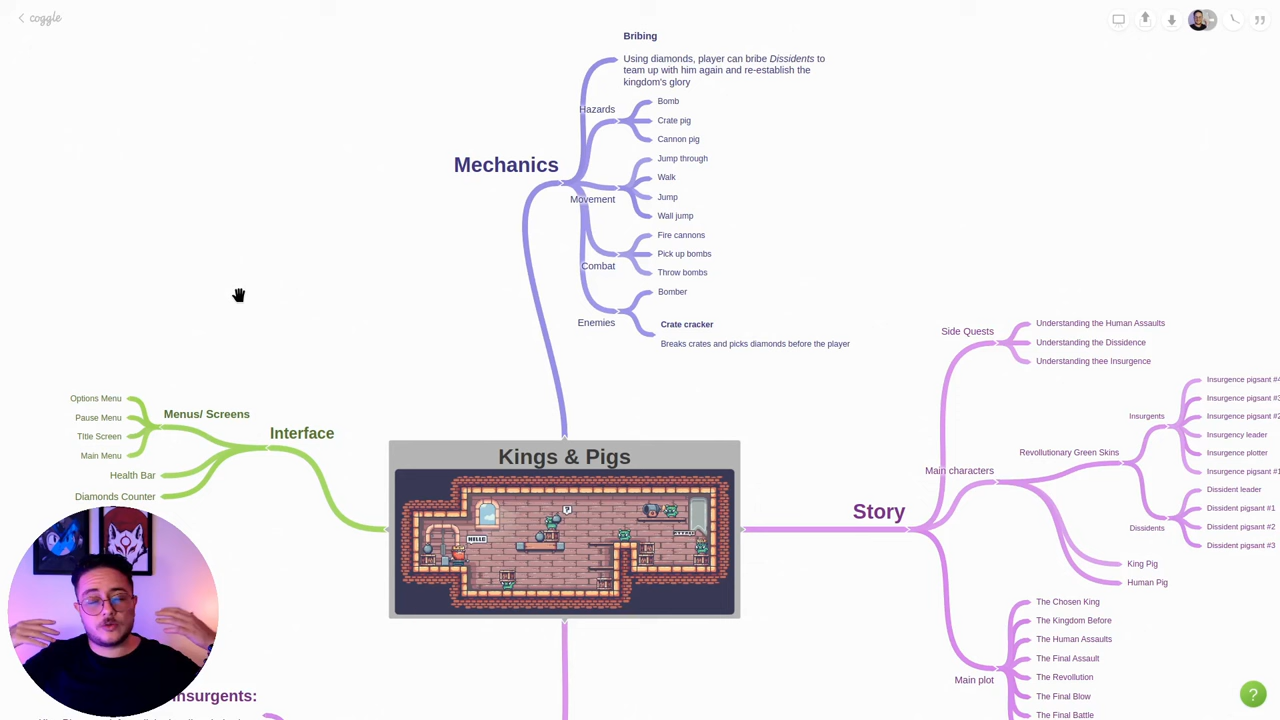 coggle
Bribing
Using diamonds, player can bribe Dissidents to
team up with him again and re-establish the
kingdom's glory
Hazards
Bomb
Crate pig
Cannon pig
Mechanics
Movement
Jump through
Walk
Jump
Wall jump
Combat
Fire cannons
Pick up bombs
Throw bombs
Enemies
Bomber
Crate cracker
Breaks crates and picks diamonds before the player
Interface
Menus/ Screens
Options Menu
Pause Menu
TItle Screen
Main Menu
Health Bar
Diamonds Counter
Kings & Pigs
HELLO
?
Story
Side Quests
Understanding the Human Assaults
Understanding the Dissidence
Understanding thee Insurgence
Main characters
Revolutionary Green Skins
Insurgents
Insurgence pigsant #4
Insurgence pigsant #3
Insurgence pigsant #2
Insurgency leader
Insurgence plotter
Insurgence pigsant #1
Dissidents
Dissident leader
Dissident pigsant #1
Dissident pigsant #2
Dissident pigsant #3
King Pig
Human Pig
Main plot
The Chosen King
The Kingdom Before
The Human Assaults
The Final Assault
The Revolution
The Final Blow
The Final Battle
nsurgents:
?